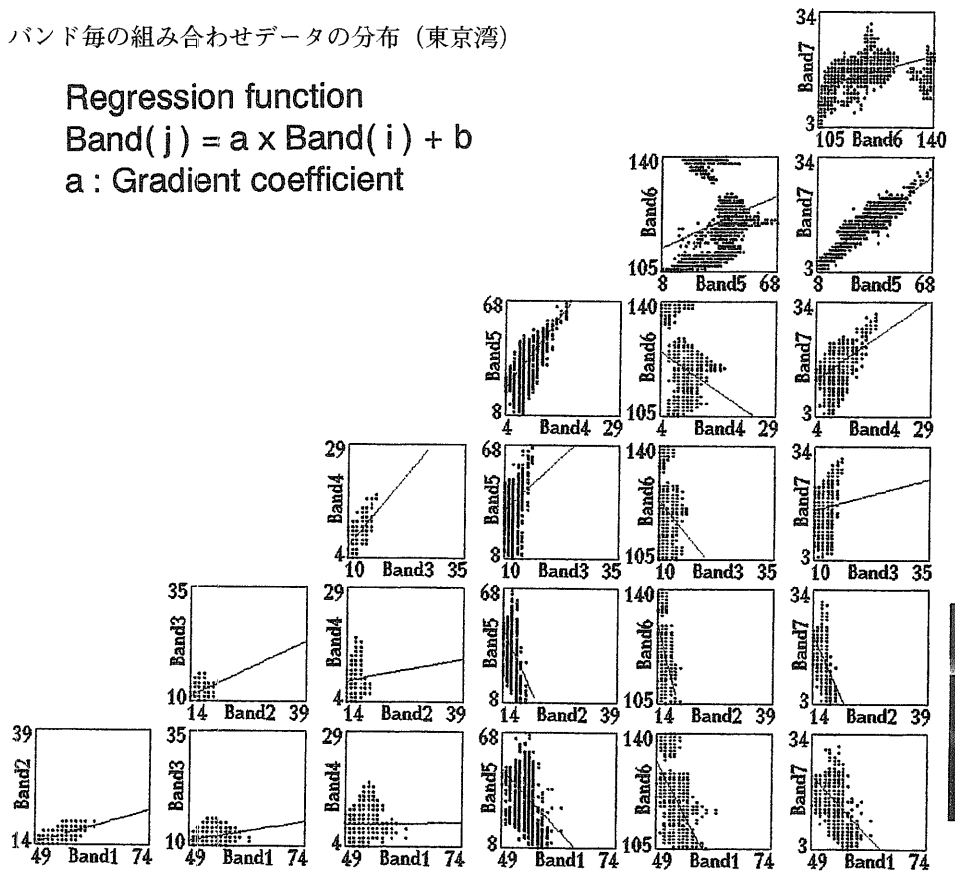 バンド毎の組み合わせデータの分布（東京湾）
Regression function
Band( j ) = a x Band( i ) + b
a : Gradient coefficient
34
Band7
3
105 Band6 140
140
Band6
105
8 Band5 68
34
Band7
3
8 Band5 68
68
Band5
8
4 Band4 29
140
Band6
105
4 Band4 29
34
Band7
3
4 Band4 29
29
Band4
4
10 Band3 35
68
Band5
8
10 Band3 35
140
Band6
105
10 Band3 35
34
Band7
3
10 Band3 35
35
Band3
10
14 Band2 39
29
Band4
4
14 Band2 39
68
Band5
8
14 Band2 39
140
Band6
105
14 Band2 39
34
Band7
3
14 Band2 39
39
Band2
14
49 Band1 74
35
Band3
10
49 Band1 74
29
Band4
4
49 Band1 74
68
Band5
8
49 Band1 74
140
Band6
105
49 Band1 74
34
Band7
3
49 Band1 74